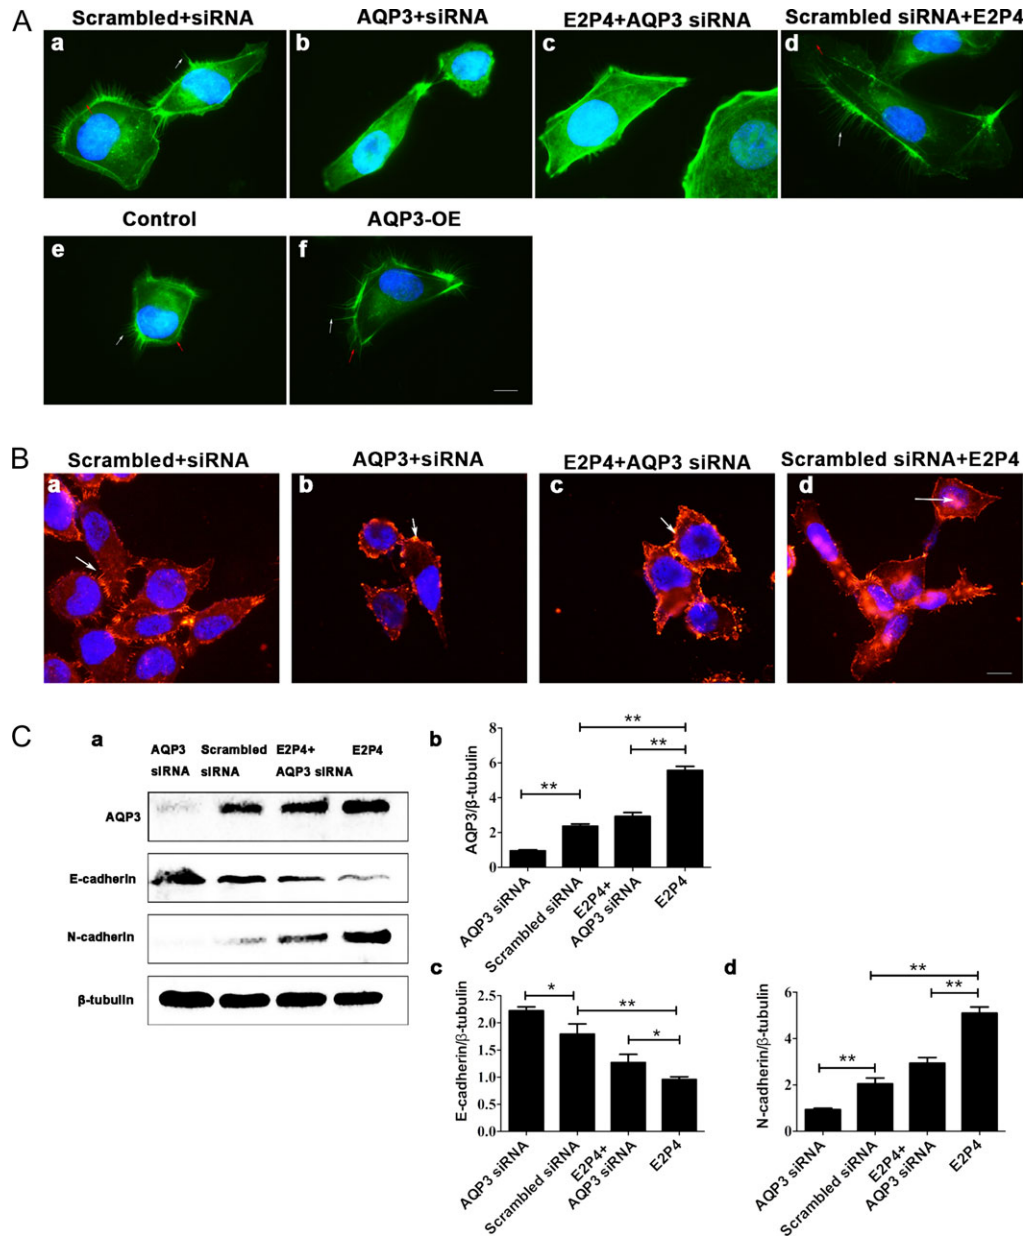 A
Scrambled+siRNA
AQP3+siRNA
E2P4+AQP3 siRNA
Scrambled siRNA+E2P4
a
b
c
d
Control
AQP3-OE
e
f
B
Scrambled+siRNA
AQP3+siRNA
E2P4+AQP3 siRNA
Scrambled siRNA+E2P4
a
b
c
d
C
a
AQP3 siRNA
Scrambled siRNA
E2P4+ AQP3 siRNA
E2P4
AQP3
E-cadherin
N-cadherin
β-tubulin
b
AQP3/β-tubulin
8
6
4
2
0
**
**
**
AQP3 siRNA
Scrambled siRNA
E2P4+
AQP3 siRNA
E2P4
c
E-cadherin/β-tubulin
2.5
2.0
1.5
1.0
0.5
0.0
*
**
*
AQP3 siRNA
Scrambled siRNA
E2P4+
AQP3 siRNA
E2P4
d
N-cadherin/β-tubulin
6
4
2
0
**
**
**
AQP3 siRNA
Scrambled siRNA
E2P4+
AQP3 siRNA
E2P4